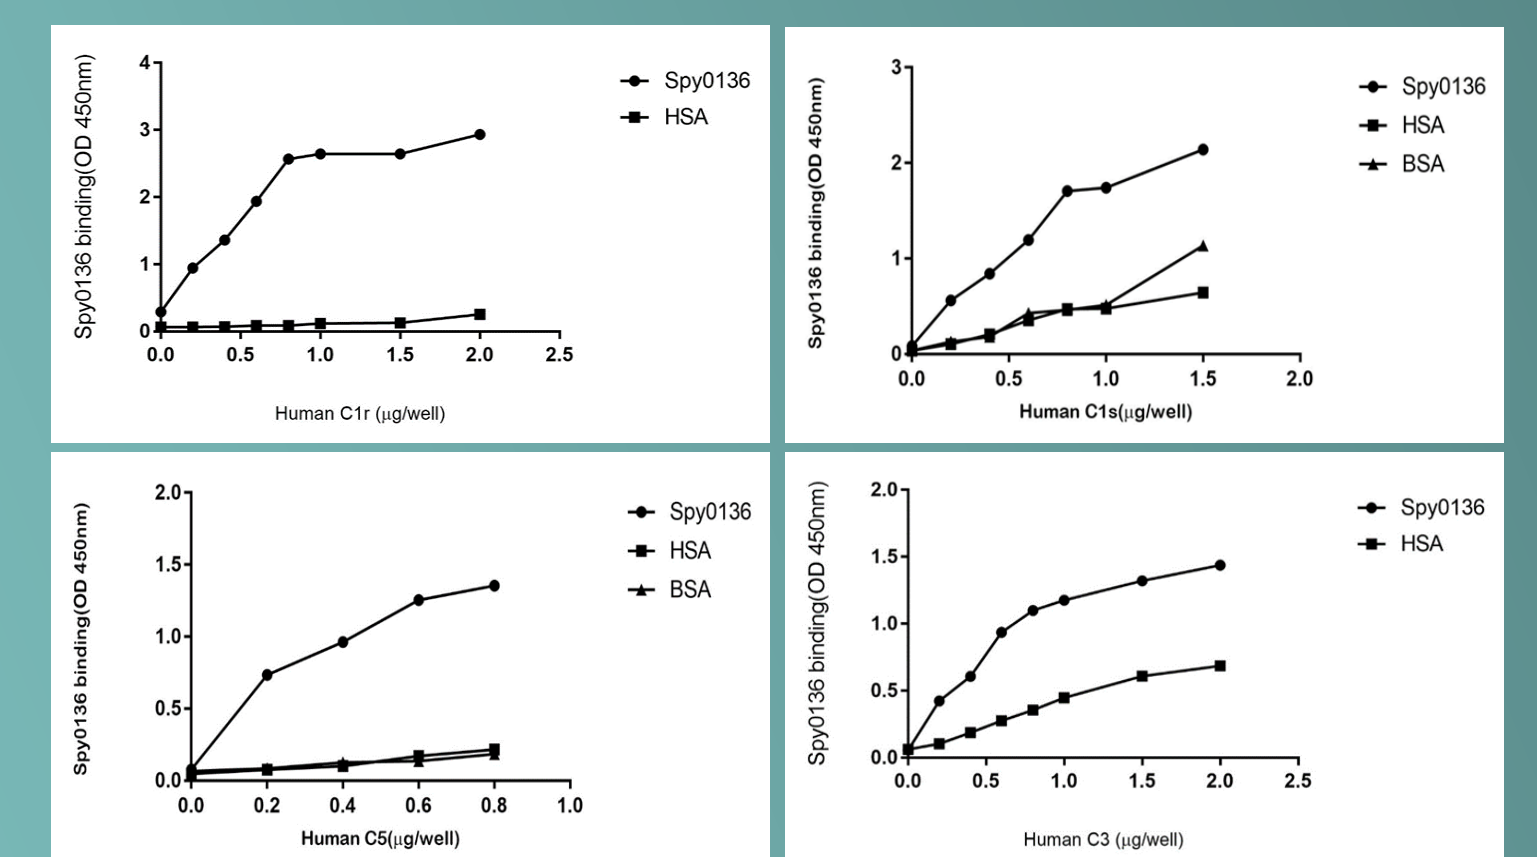 Spy0136 binding(OD 450nm)
4
3
2
1
0
0.0 0.5 1.0 1.5 2.0 2.5
Human C1r (μg/well)
Spy0136
HSA
Spy0136 binding(OD 450nm)
3
2
1
0
0.0 0.5 1.0 1.5 2.0
Human C1s(μg/well)
Spy0136
HSA
BSA
Spy0136 binding(OD 450nm)
2.0
1.5
1.0
0.5
0.0
0.0 0.2 0.4 0.6 0.8 1.0
Human C5(μg/well)
Spy0136
HSA
BSA
Spy0136 binding(OD 450nm)
2.0
1.5
1.0
0.5
0.0
0.0 0.5 1.0 1.5 2.0 2.5
Human C3 (μg/well)
Spy0136
HSA